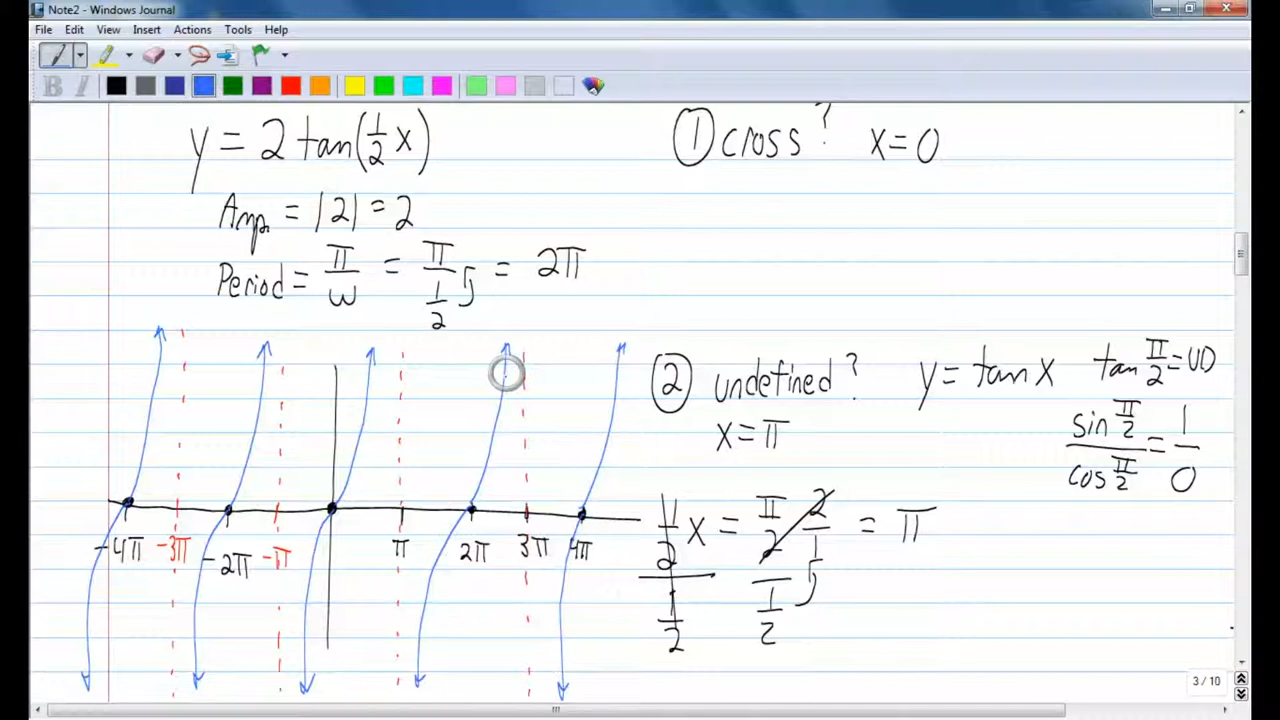 Note2 - Windows Journal
File Edit View Insert Actions Tools Help
B I
y = 2 tan(1/2 x)
① cross? x=0
Amp. = |2| = 2
Period = π/ω = π/(1/2) = 2π
② undefined? y = tan x tan π/2 = UD
x = π
sin π/2 / cos π/2 = 1/0
(1/2 x)/(1/2) = (π/2)/(1/2) · 2/1 = π
-4π -3π -2π -π π 2π 3π 4π
3 / 10